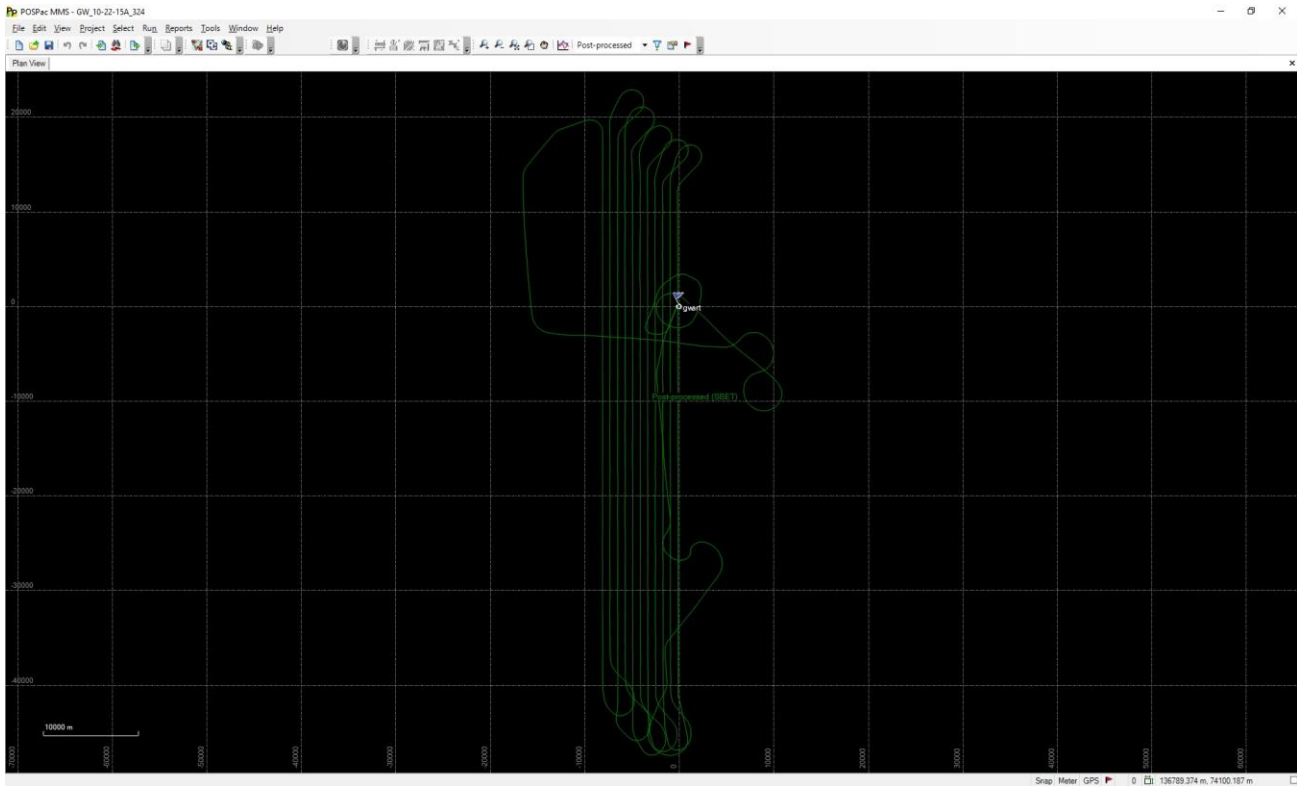 POSPac MMS - GW_10-22-15A_324
File Edit View Project Select Run Reports Tools Window Help
Post-processed
Plan View
20000
10000
0
gwart
-10000
Post-processed (SBET)
-20000
-30000
-40000
10000 m
-70000 -60000 -50000 -40000 -30000 -20000 -10000 0 10000 20000 30000 40000 50000 60000
Snap Meter GPS 0 136789.374 m, 74100.187 m